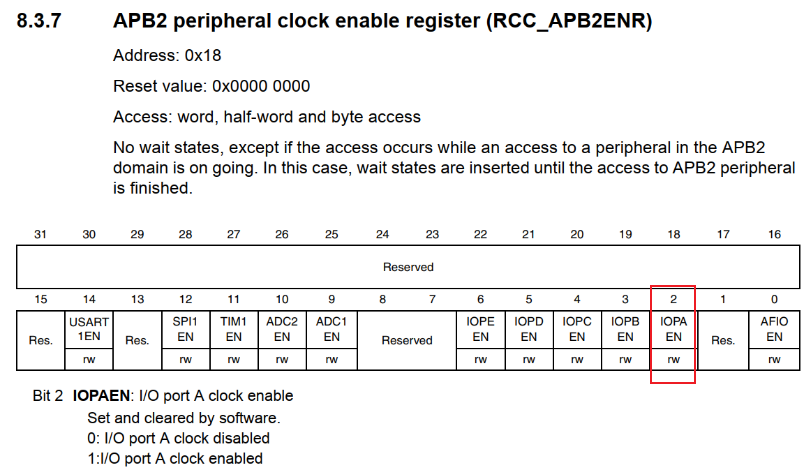 8.3.7 APB2 peripheral clock enable register (RCC_APB2ENR)
Address: 0x18
Reset value: 0x0000 0000
Access: word, half-word and byte access
No wait states, except if the access occurs while an access to a peripheral in the APB2
domain is on going. In this case, wait states are inserted until the access to APB2 peripheral
is finished.
31 30 29 28 27 26 25 24 23 22 21 20 19 18 17 16
Reserved
15 14 13 12 11 10 9 8 7 6 5 4 3 2 1 0
Res. USART 1EN Res. SPI1 EN TIM1 EN ADC2 EN ADC1 EN Reserved IOPE EN IOPD EN IOPC EN IOPB EN IOPA EN Res. AFIO EN
rw rw rw rw rw rw rw rw rw rw rw
Bit 2 IOPAEN: I/O port A clock enable
Set and cleared by software.
0: I/O port A clock disabled
1:I/O port A clock enabled